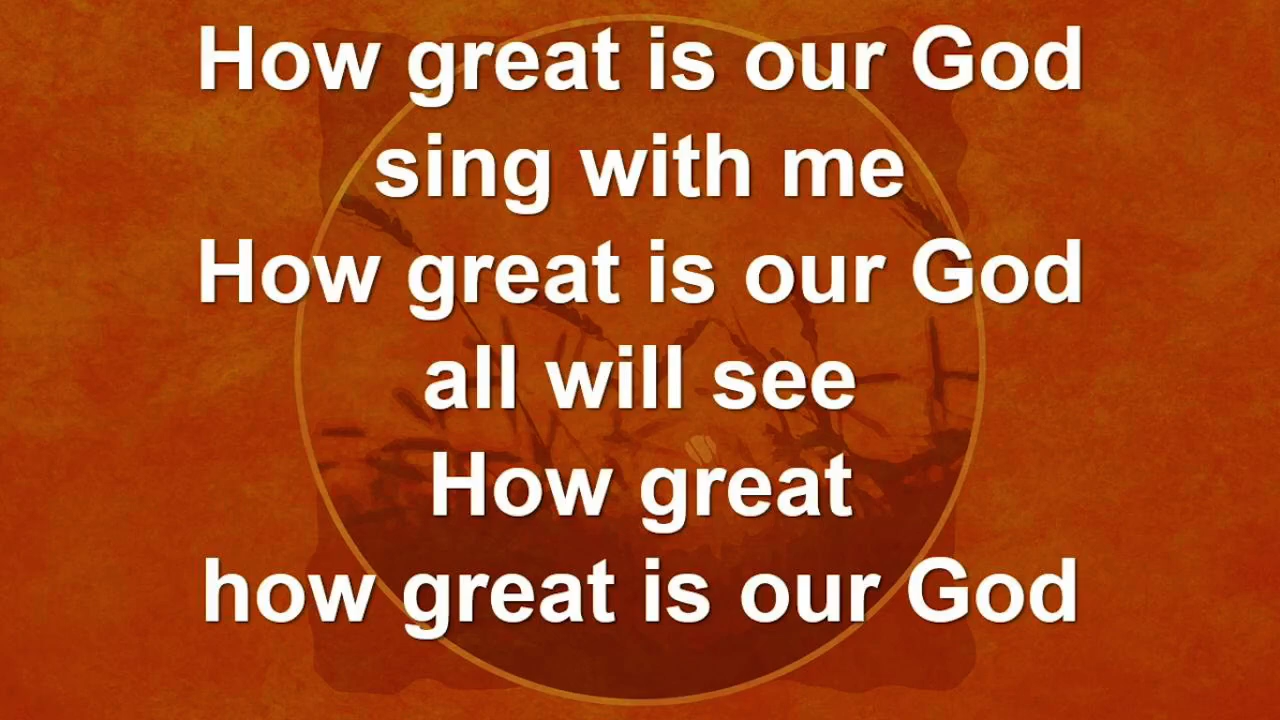 How great is our God
sing with me
How great is our God
all will see
How great
how great is our God